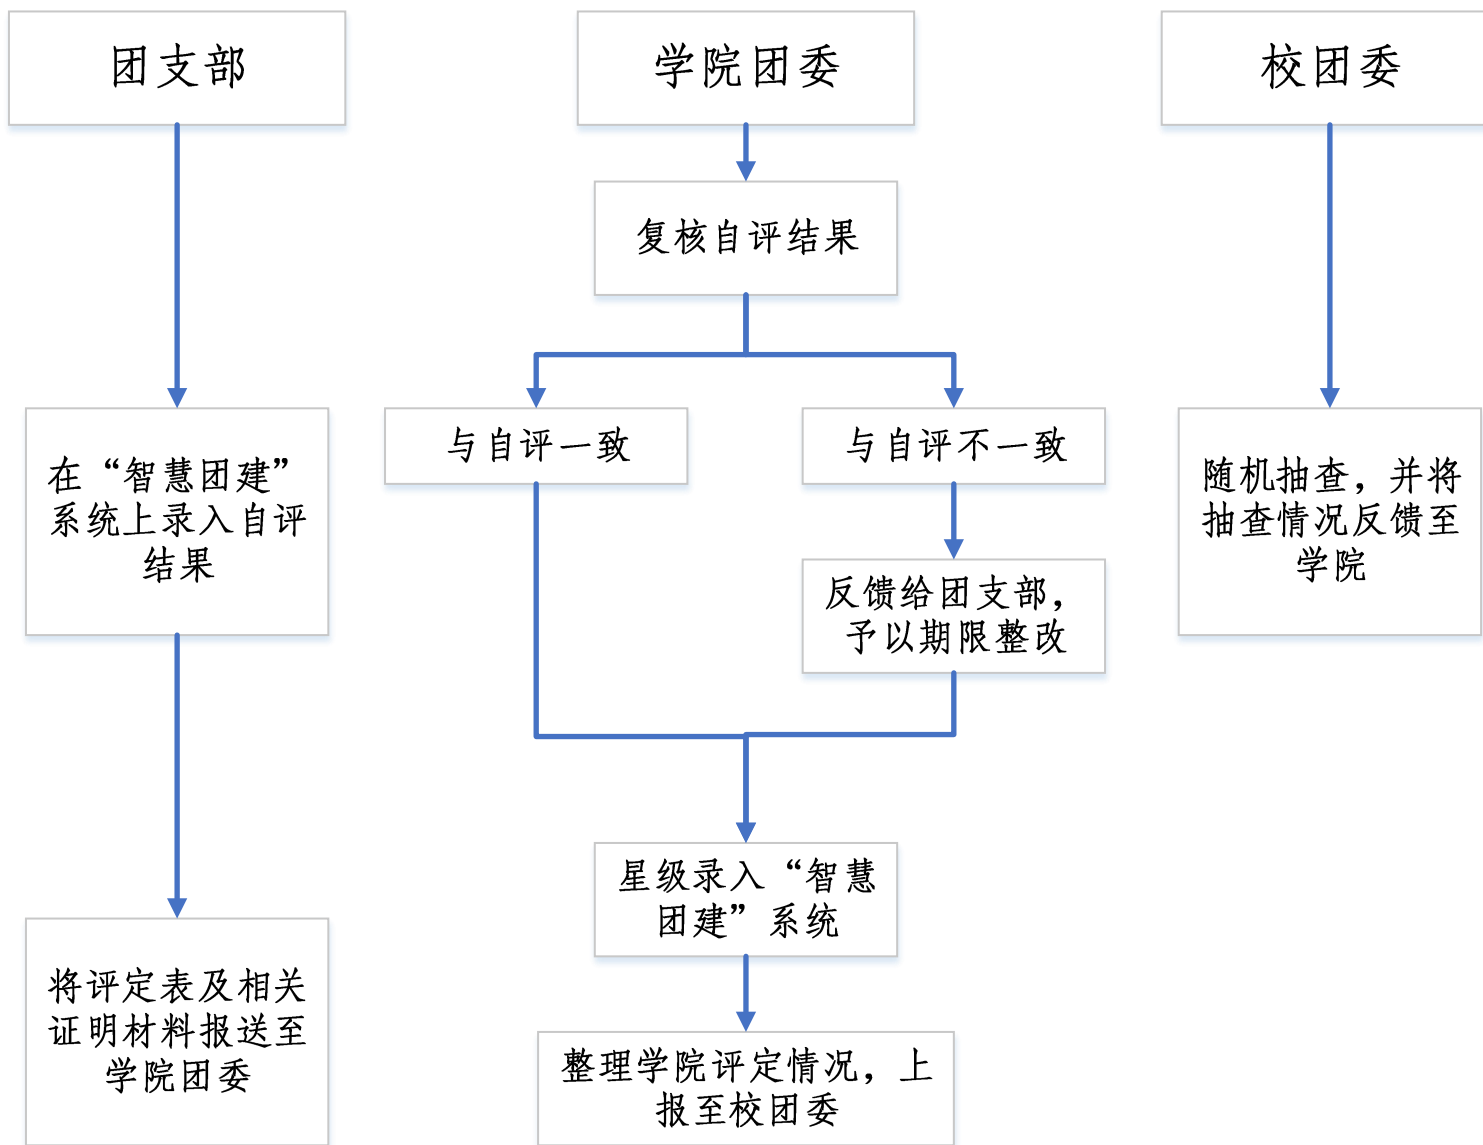 团支部
在“智慧团建”
系统上录入自评
结果
将评定表及相关
证明材料报送至
学院团委
学院团委
复核自评结果
与自评一致
与自评不一致
反馈给团支部，
予以期限整改
星级录入“智慧
团建”系统
整理学院评定情况，上
报至校团委
校团委
随机抽查，并将
抽查情况反馈至
学院